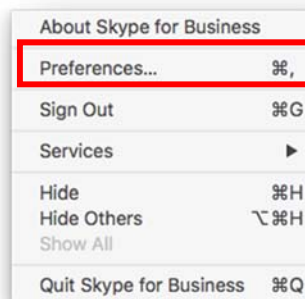 About Skype for Business
Preferences... ⌘,
Sign Out ⌘G
Services ▶
Hide ⌘H
Hide Others ⌥⌘H
Show All
Quit Skype for Business ⌘Q